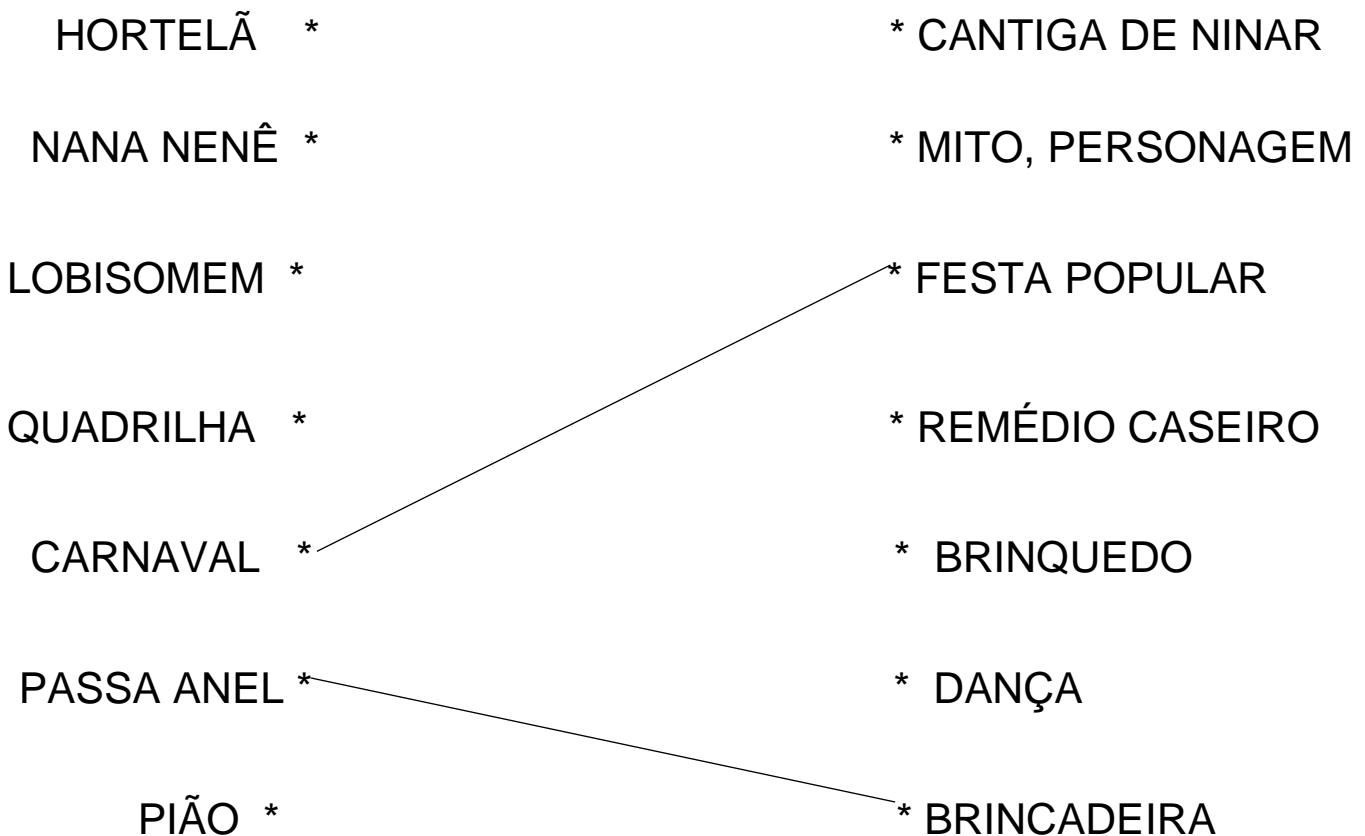 HORTELÃ * * CANTIGA DE NINAR
NANA NENÊ * * MITO, PERSONAGEM
LOBISOMEM * * FESTA POPULAR
QUADRILHA * * REMÉDIO CASEIRO
CARNAVAL * * BRINQUEDO
PASSA ANEL * * DANÇA
PIÃO * * BRINCADEIRA